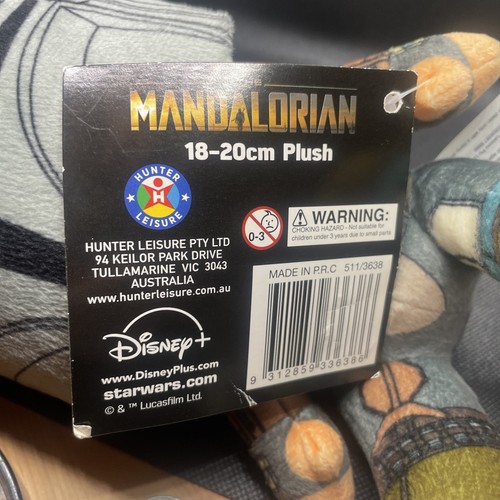 THE
MANDALORIAN
18-20cm Plush
HUNTER
H
LEISURE
0-3
WARNING:
CHOKING HAZARD - Not suitable for
children under 3 years due to small parts
HUNTER LEISURE PTY LTD
94 KEILOR PARK DRIVE
TULLAMARINE VIC 3043
AUSTRALIA
www.hunterleisure.com.au
MADE IN P.R.C 511/3638
9 312859 336386
Disney+
www.DisneyPlus.com
starwars.com
© & ™ Lucasfilm Ltd.